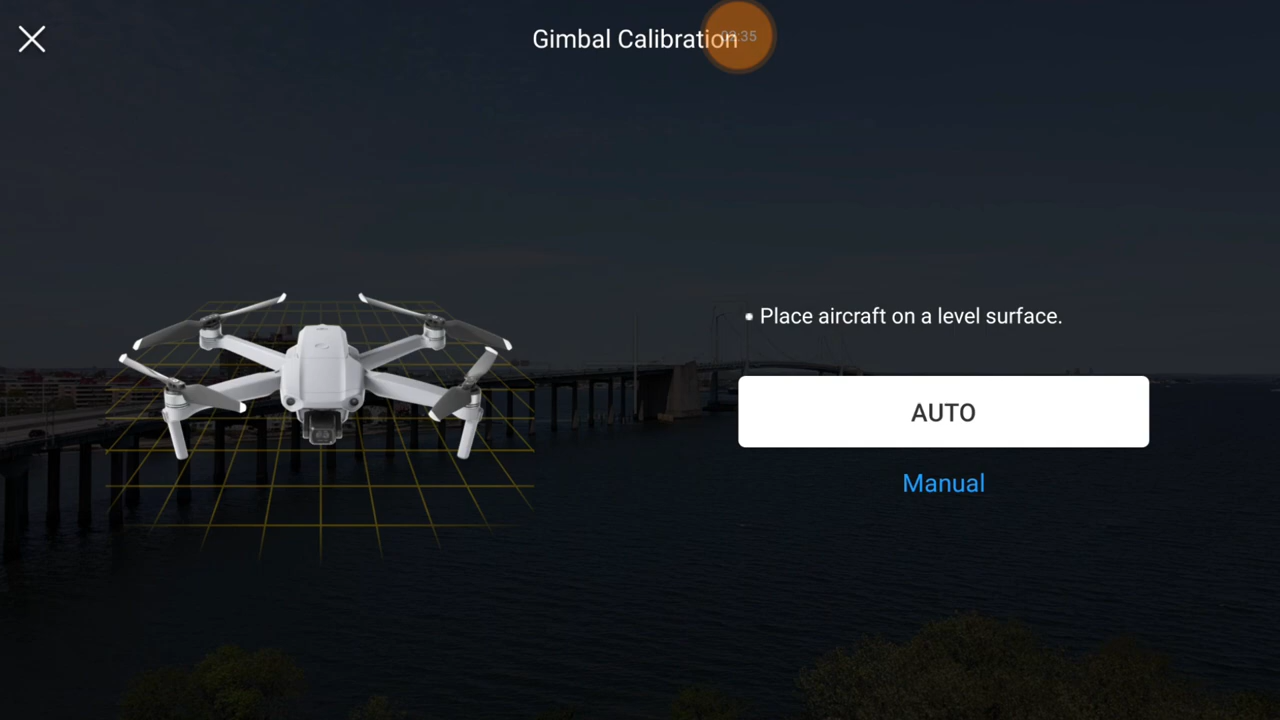 Gimbal Calibration
• Place aircraft on a level surface.
AUTO
Manual